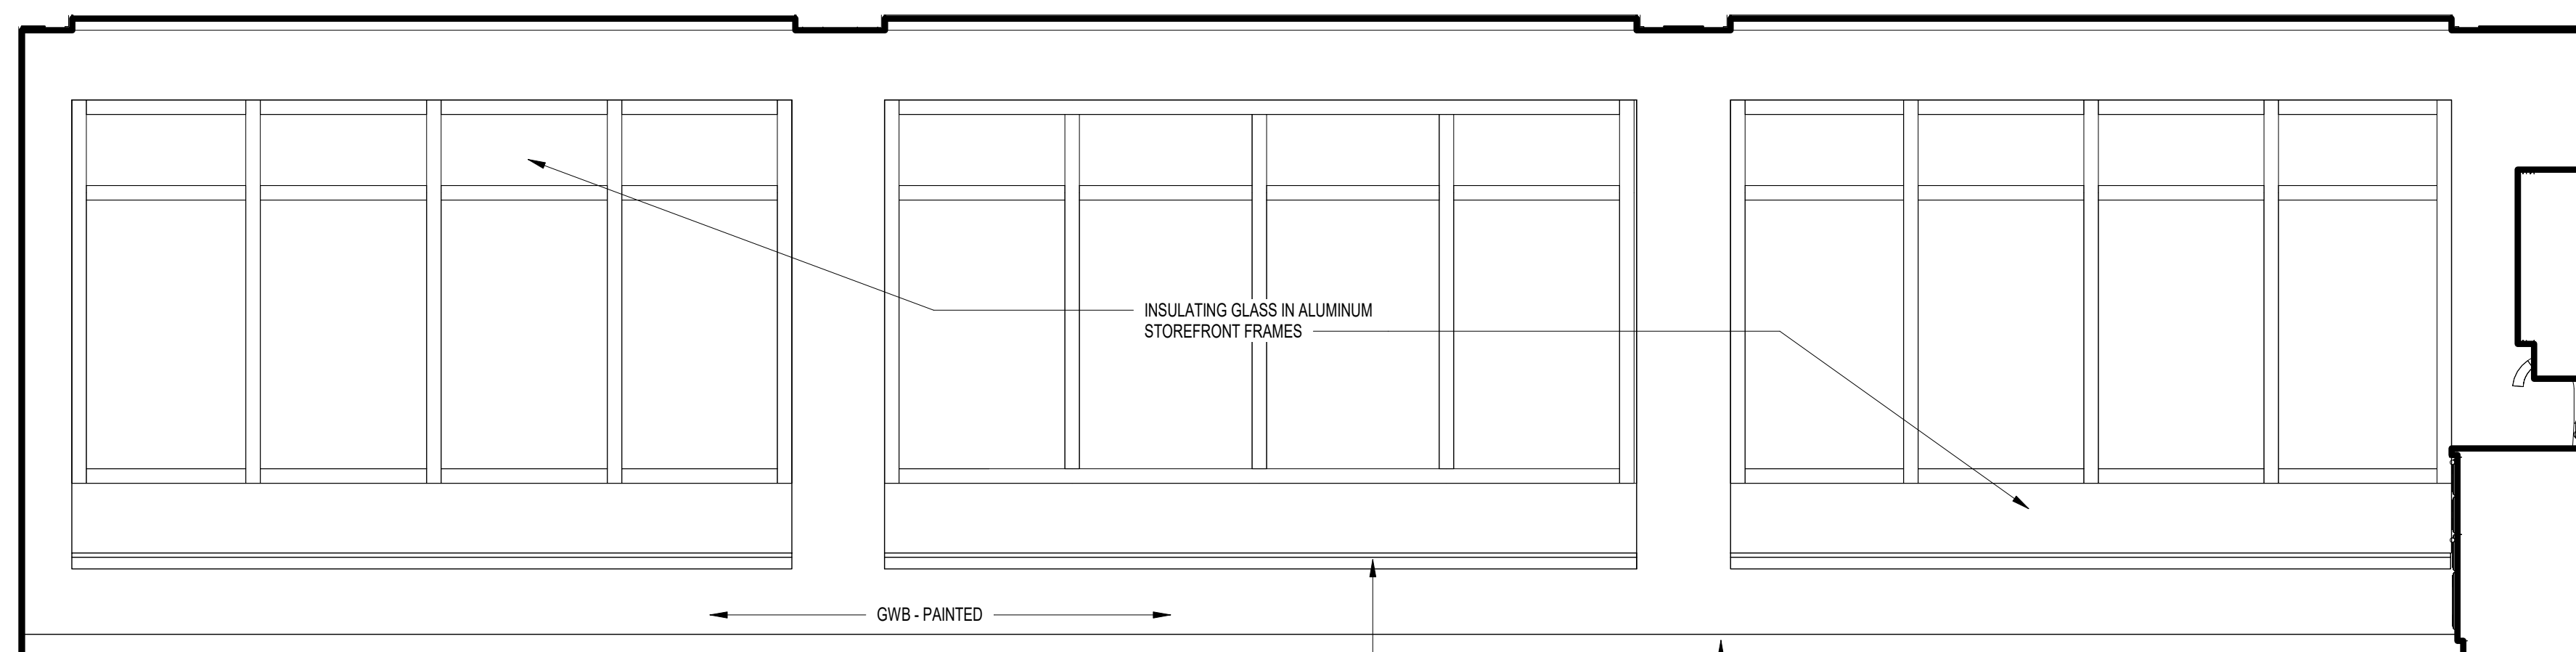 INSULATING GLASS IN ALUMINUM
STOREFRONT FRAMES
GWB - PAINTED